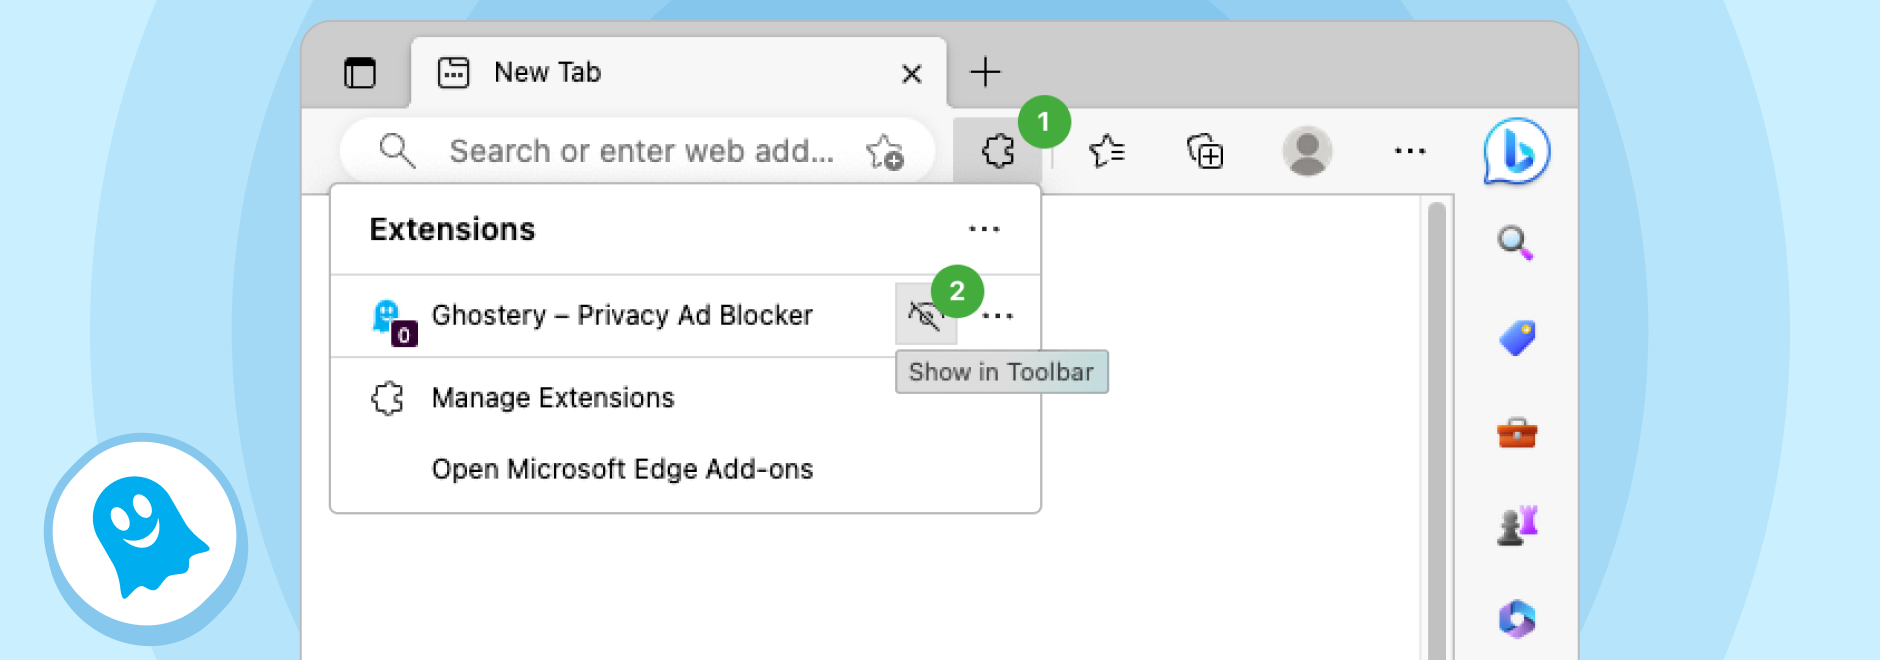 New Tab
1
Search or enter web add...
Extensions
2
Ghostery – Privacy Ad Blocker
0
Show in Toolbar
Manage Extensions
Open Microsoft Edge Add-ons